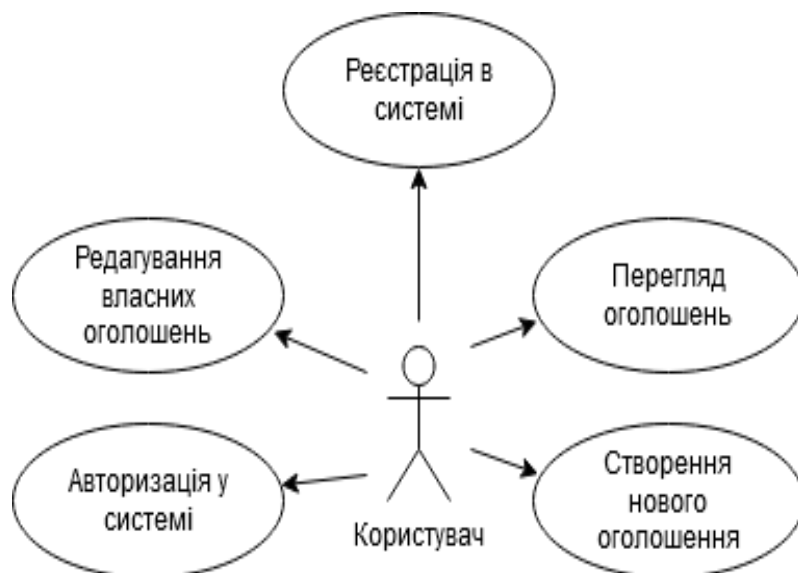 Реєстрація в
системі
Редагування
власних
оголошень
Перегляд
оголошень
Авторизація у
системі
Створення
нового
оголошення
Користувач